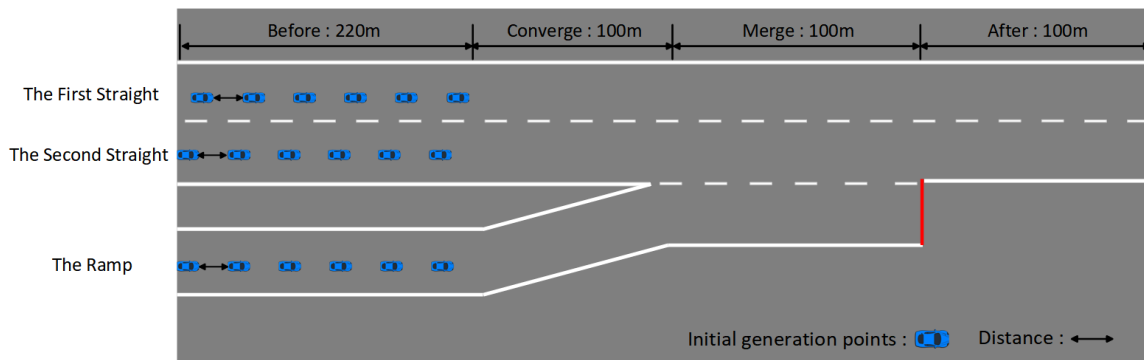 Before : 220m
Converge : 100m
Merge : 100m
After : 100m
The First Straight
The Second Straight
The Ramp
Initial generation points :
Distance :